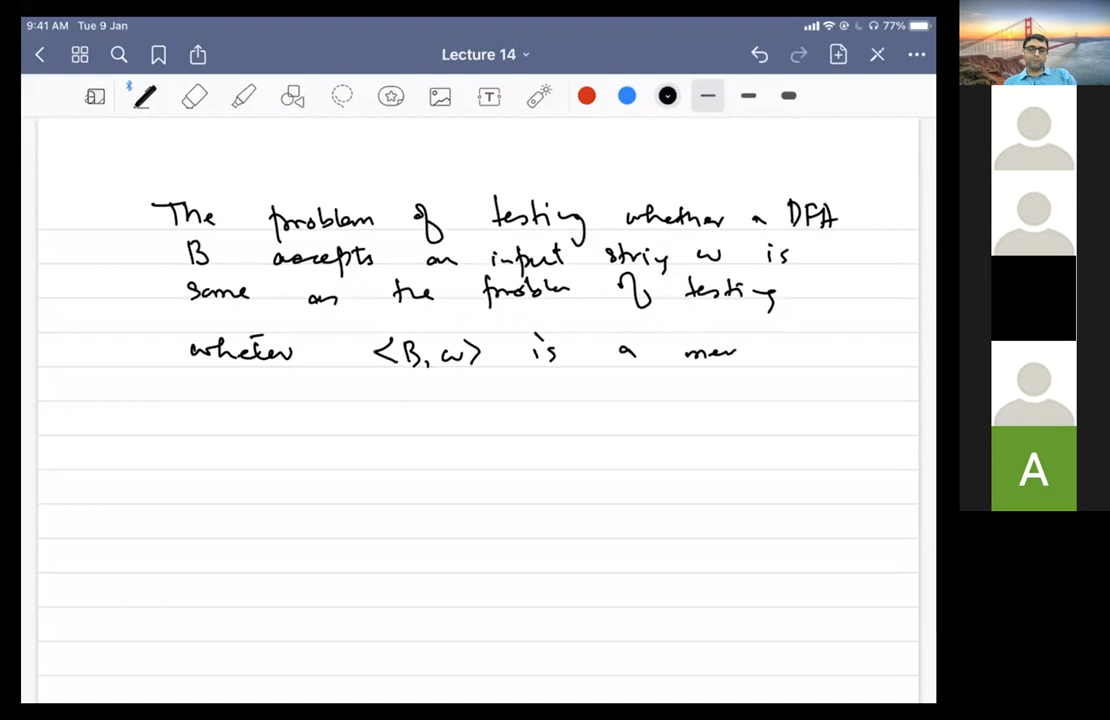 9:41 AM Tue 9 Jan
77%
Lecture 14
The problem of testing whether a DFA
B accepts an input string w is
same as the problem of testing
whether <B, w> is a mem
A